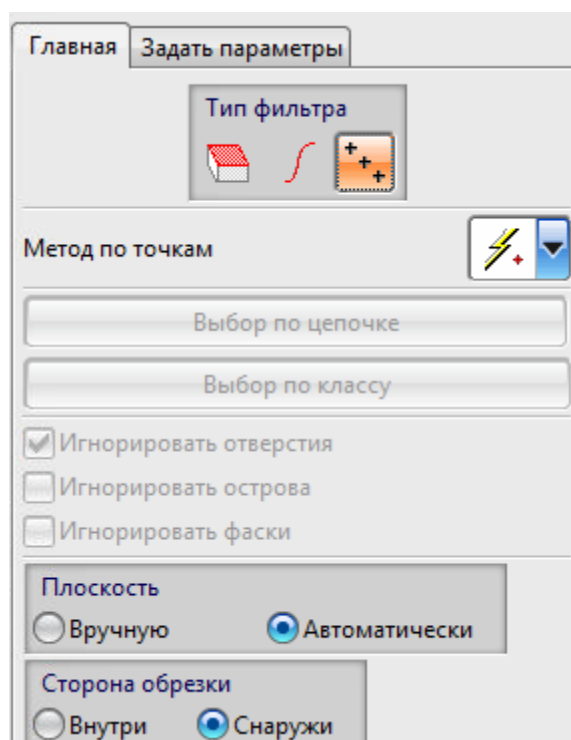 Главная Задать параметры
Тип фильтра
Метод по точкам
Выбор по цепочке
Выбор по классу
Игнорировать отверстия
Игнорировать острова
Игнорировать фаски
Плоскость
Вручную Автоматически
Сторона обрезки
Внутри Снаружи